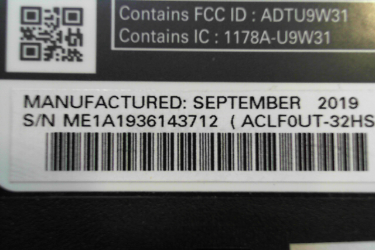 Contains FCC ID : ADTU9W31
Contains IC : 1178A-U9W31
MANUFACTURED: SEPTEMBER 2019
S/N ME1A1936143712 ( ACLF0UT-32HS